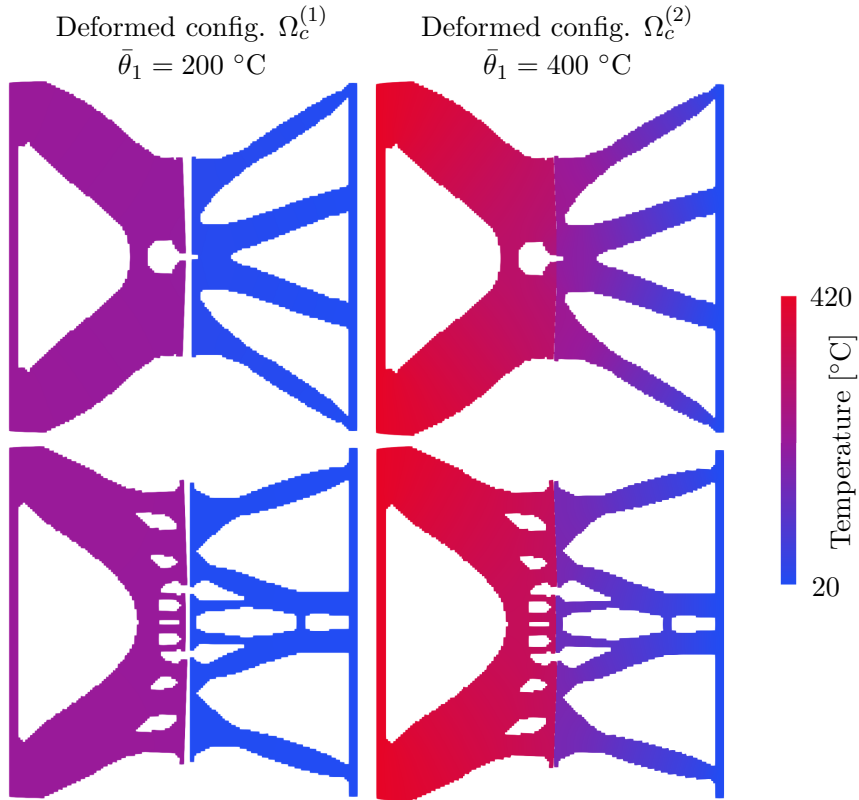 Deformed config. Ω_c^(1)
θ̄_1 = 200 °C
Deformed config. Ω_c^(2)
θ̄_1 = 400 °C
420
Temperature [°C]
20